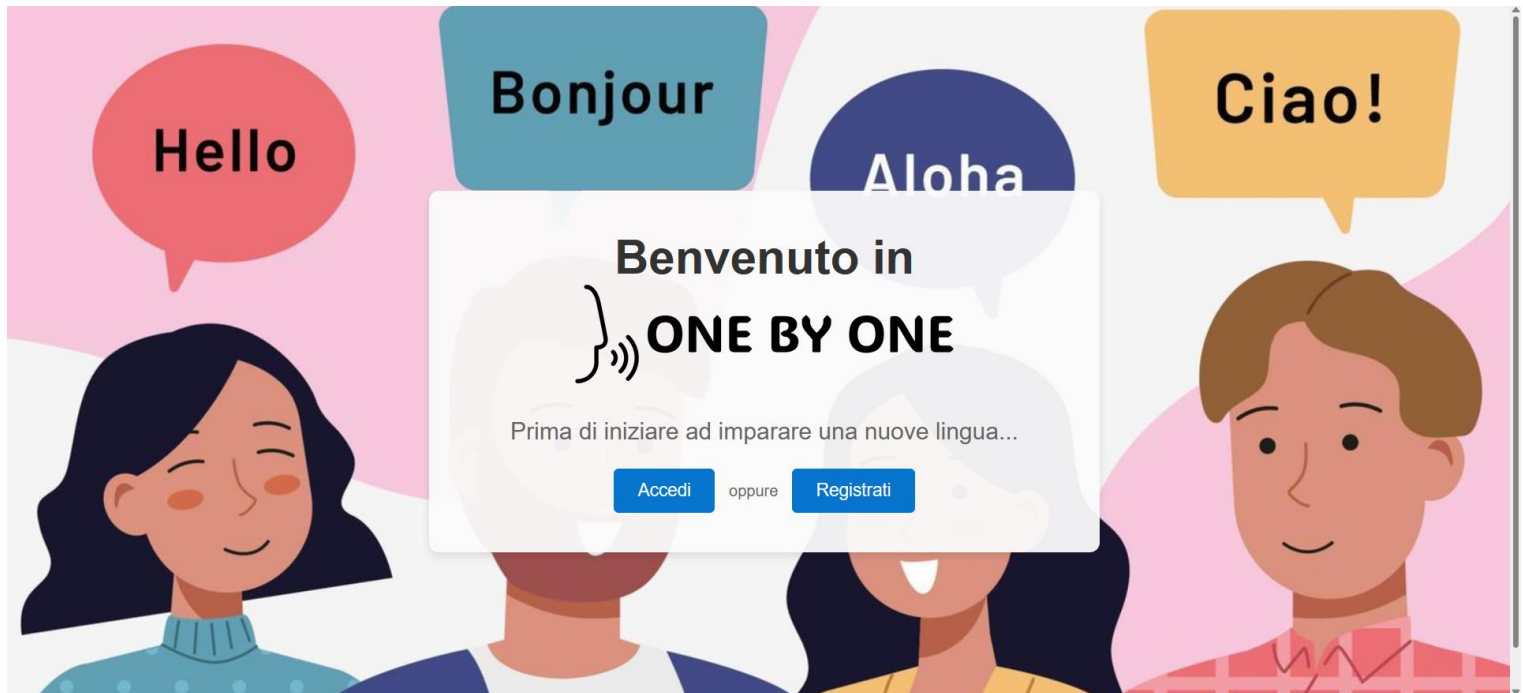 Hello
Bonjour
Aloha
Ciao!
Benvenuto in
ONE BY ONE
Prima di iniziare ad imparare una nuove lingua...
Accedi oppure Registrati